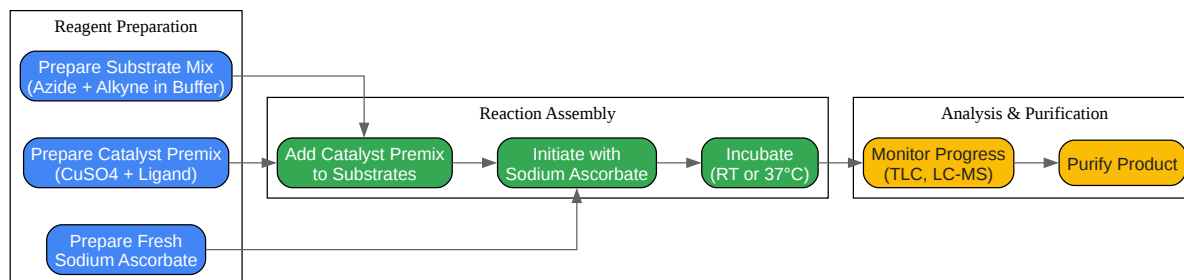 Reagent Preparation
Prepare Substrate Mix
(Azide + Alkyne in Buffer)
Prepare Catalyst Premix
(CuSO4 + Ligand)
Prepare Fresh
Sodium Ascorbate
Reaction Assembly
Add Catalyst Premix
to Substrates
Initiate with
Sodium Ascorbate
Incubate
(RT or 37°C)
Analysis & Purification
Monitor Progress
(TLC, LC-MS)
Purify Product